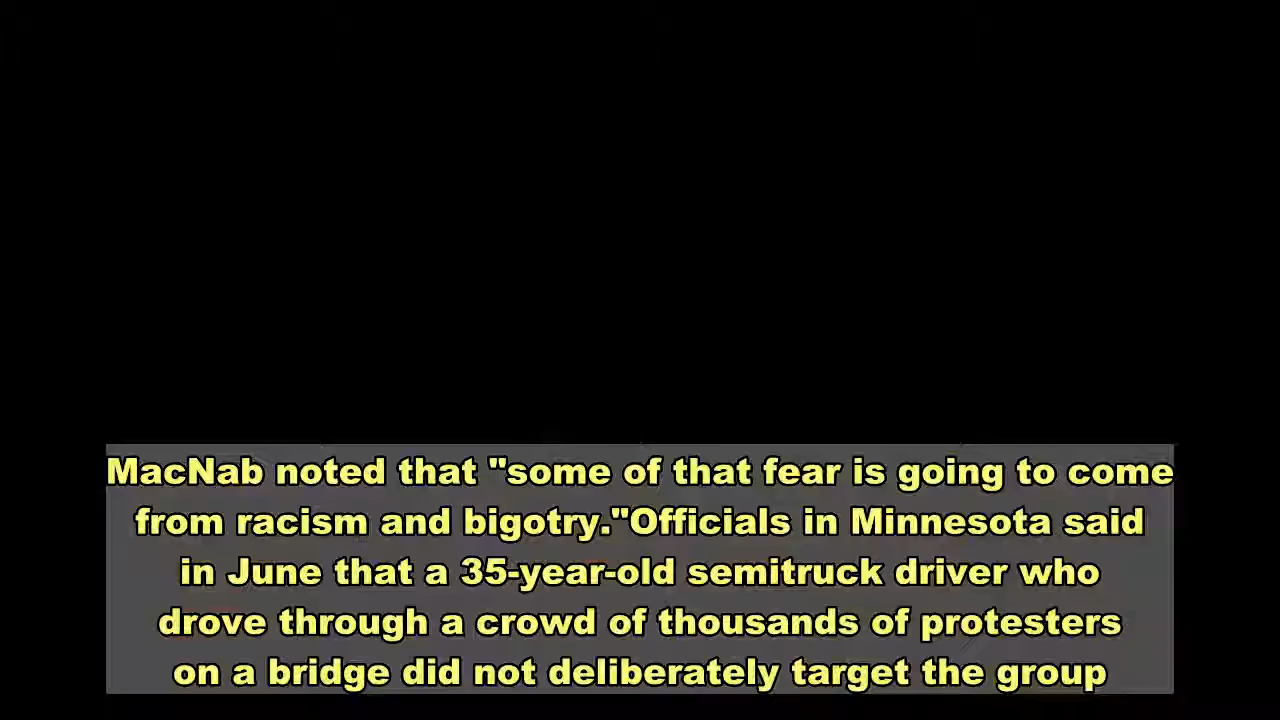 MacNab noted that "some of that fear is going to come
from racism and bigotry."Officials in Minnesota said
in June that a 35-year-old semitruck driver who
drove through a crowd of thousands of protesters
on a bridge did not deliberately target the group